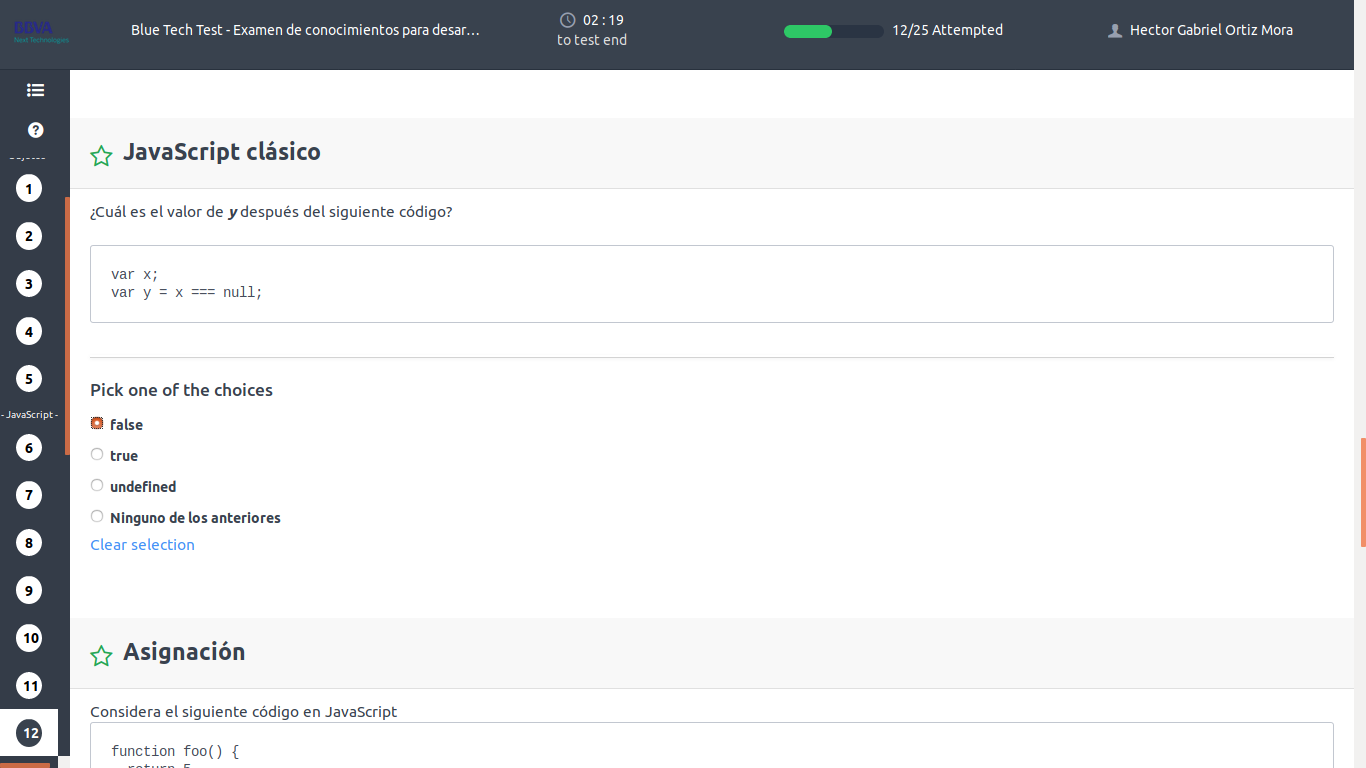 BBVA
Next Technologies
Blue Tech Test - Examen de conocimientos para desar...
02 : 19
to test end
12/25 Attempted
Hector Gabriel Ortiz Mora
1
2
3
4
5
- JavaScript -
6
7
8
9
10
11
12
JavaScript clásico
¿Cuál es el valor de y después del siguiente código?
var x;
var y = x === null;
Pick one of the choices
false
true
undefined
Ninguno de los anteriores
Clear selection
Asignación
Considera el siguiente código en JavaScript
function foo() {
return 5